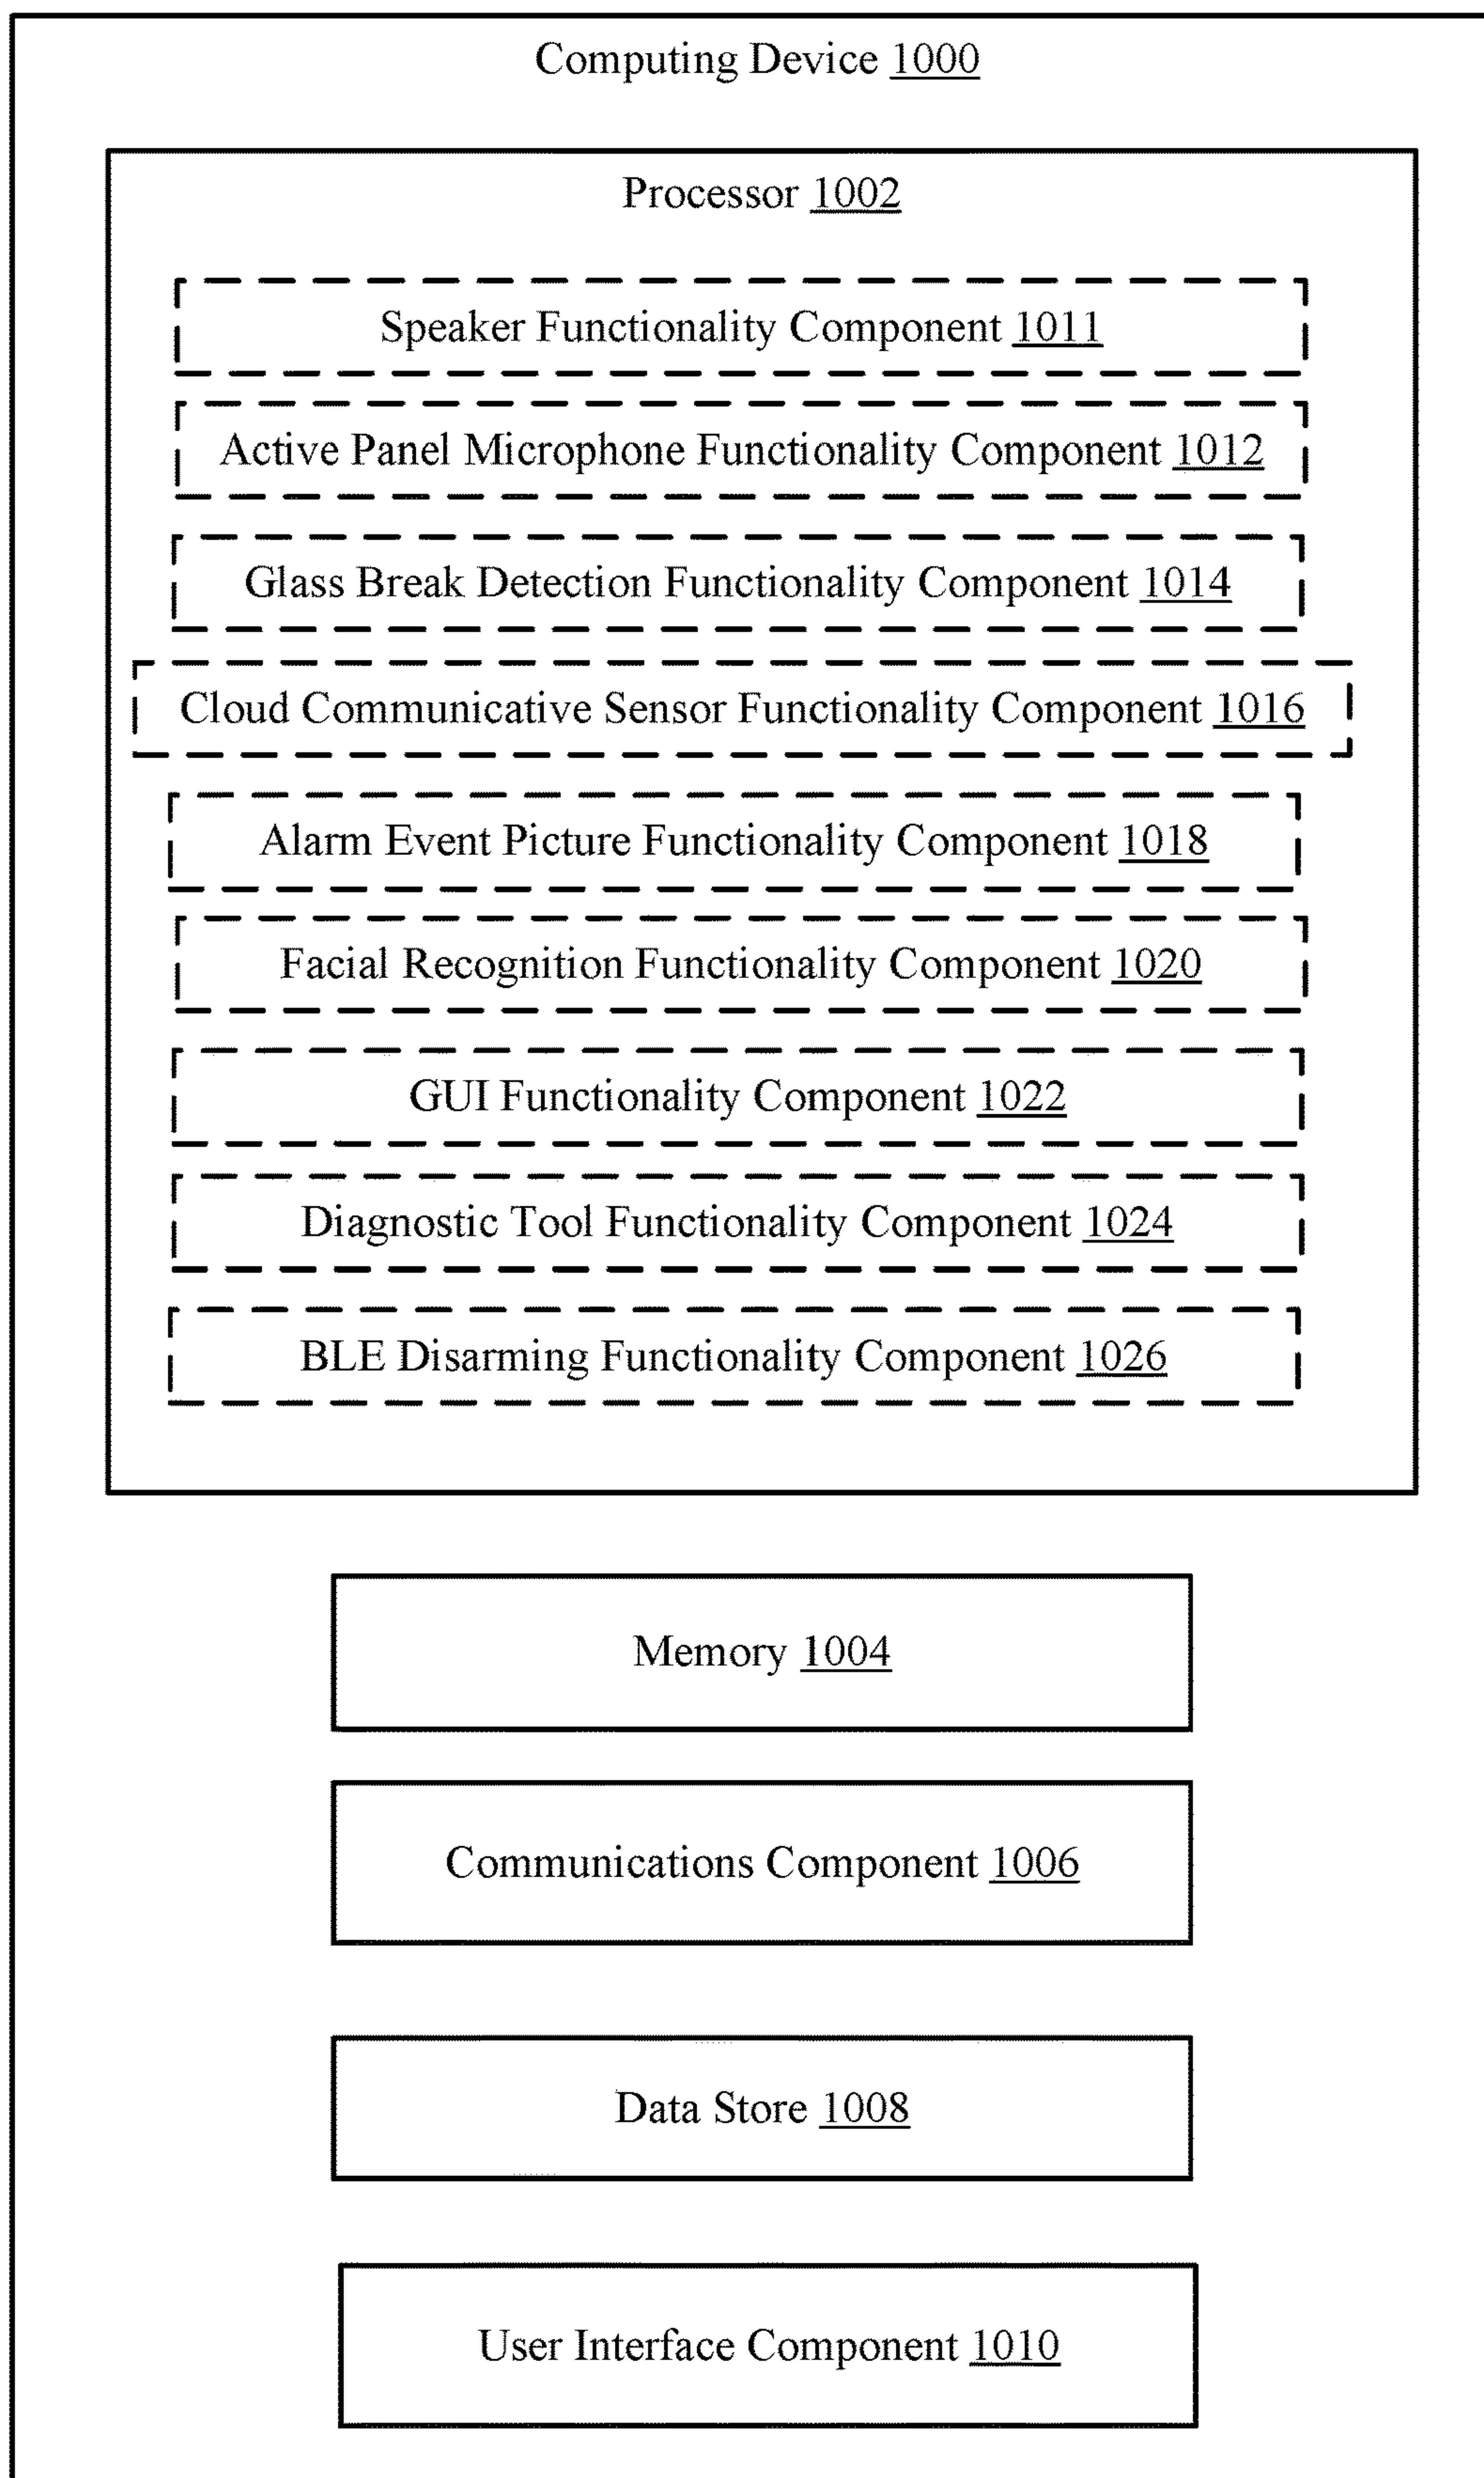 Computing Device 1000
Processor 1002
Speaker Functionality Component 1011
Active Panel Microphone Functionality Component 1012
Glass Break Detection Functionality Component 1014
Cloud Communicative Sensor Functionality Component 1016
Alarm Event Picture Functionality Component 1018
Facial Recognition Functionality Component 1020
GUI Functionality Component 1022
Diagnostic Tool Functionality Component 1024
BLE Disarming Functionality Component 1026
Memory 1004
Communications Component 1006
Data Store 1008
User Interface Component 1010